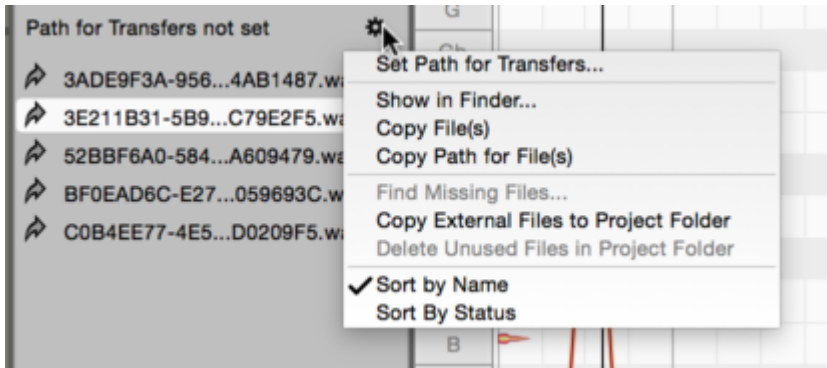 Path for Transfers not set
G
Gb
Set Path for Transfers...
3ADE9F3A-956...4AB1487.wa
Show in Finder...
3E211B31-5B9...C79E2F5.wa
Copy File(s)
52BBF6A0-584...A609479.wa
Copy Path for File(s)
BF0EAD6C-E27...059693C.w
Find Missing Files...
C0B4EE77-4E5...D0209F5.wa
Copy External Files to Project Folder
Delete Unused Files in Project Folder
Sort by Name
Sort By Status
B